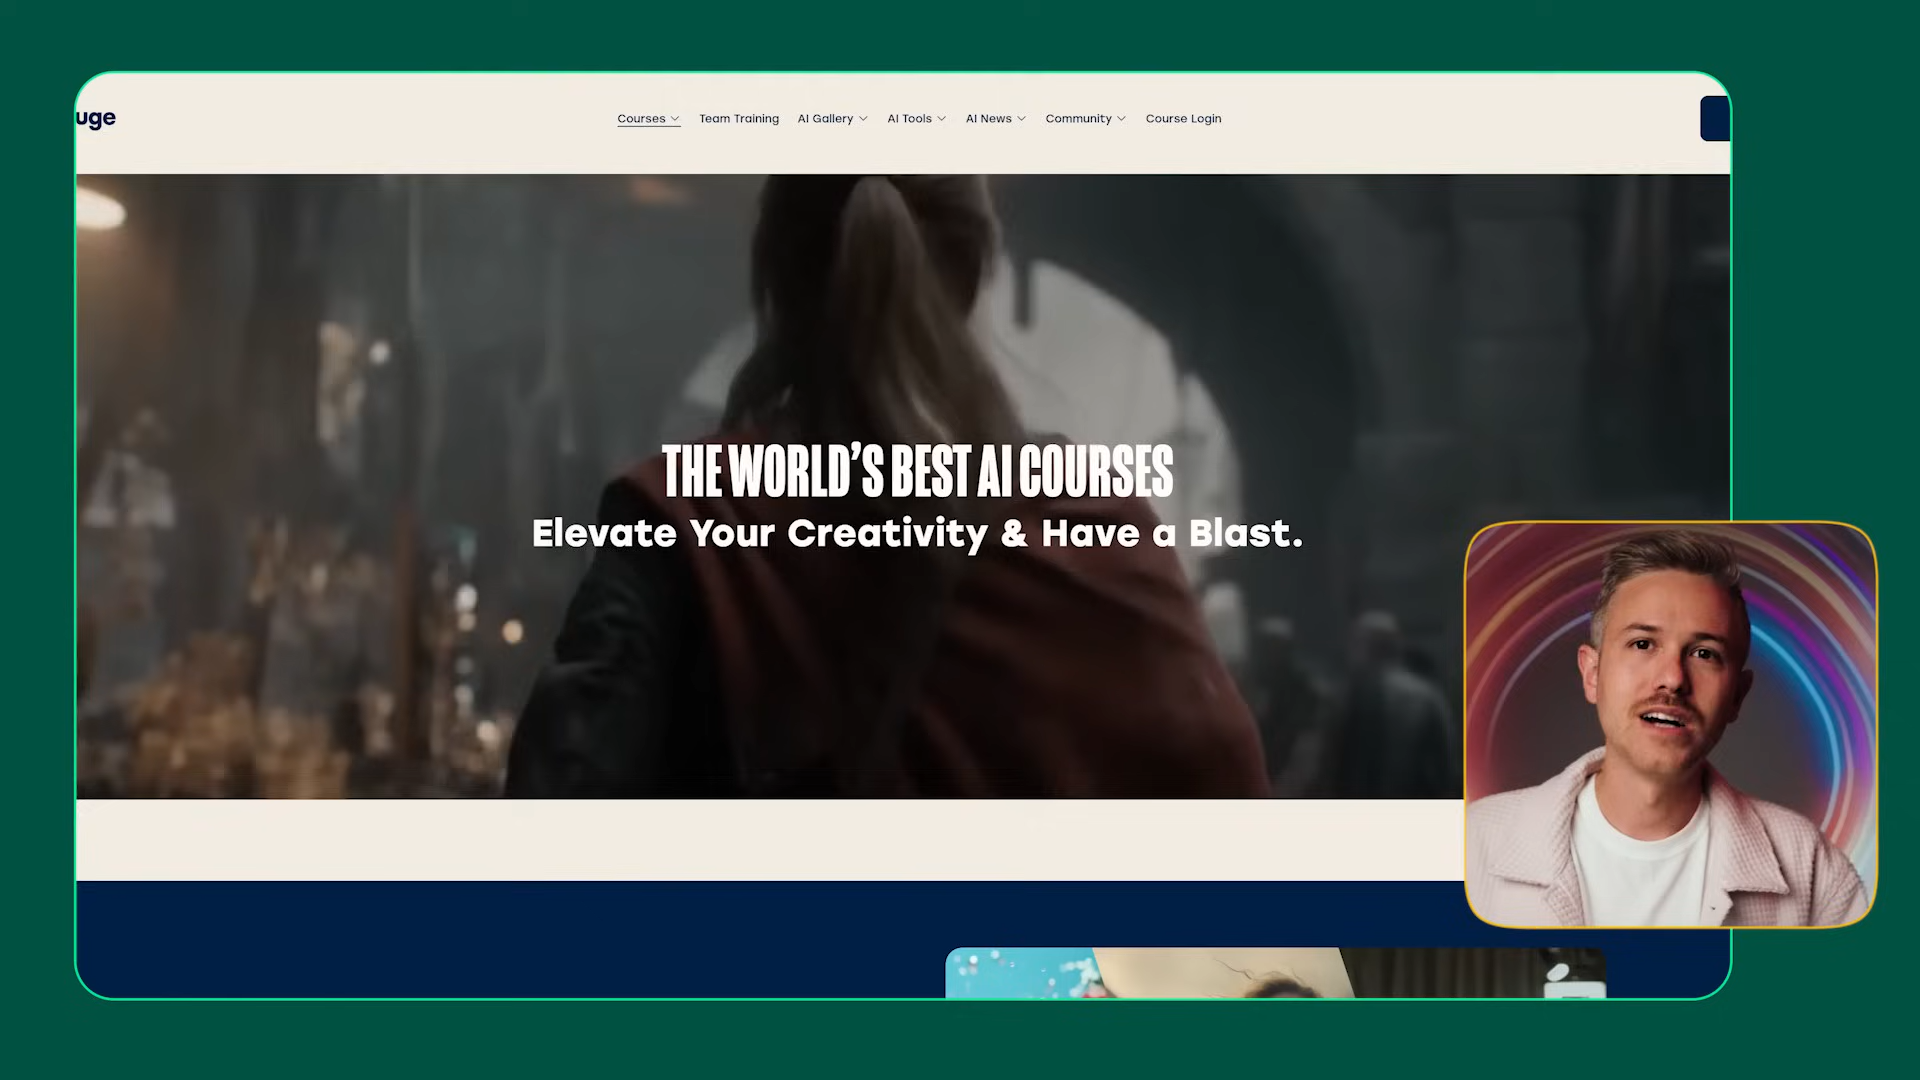 uge
Courses
Team Training
AI Gallery
AI Tools
AI News
Community
Course Login
THE WORLD'S BEST AI COURSES
Elevate Your Creativity & Have a Blast.